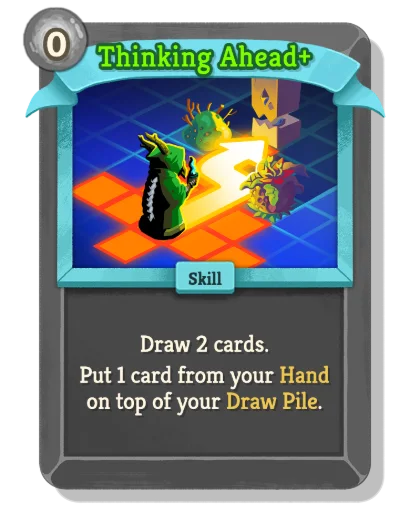 0
Thinking Ahead+
Skill
Draw 2 cards.
Put 1 card from your Hand
on top of your Draw Pile.